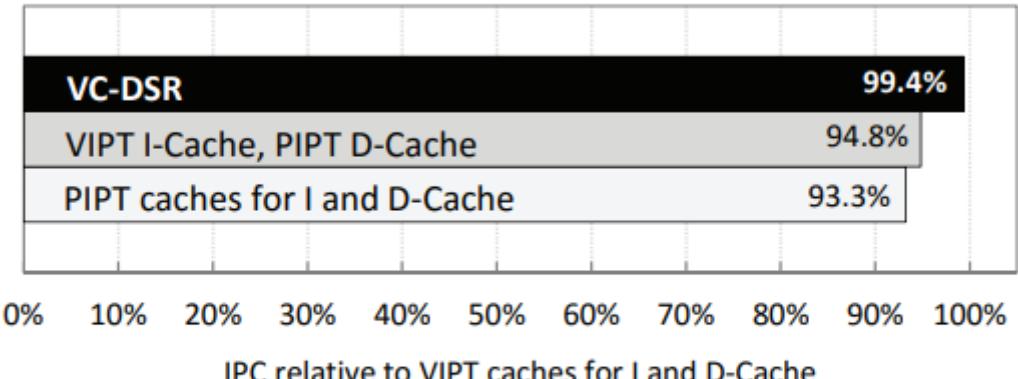 VC-DSR 99.4%
VIPT I-Cache, PIPT D-Cache 94.8%
PIPT caches for I and D-Cache 93.3%
0% 10% 20% 30% 40% 50% 60% 70% 80% 90% 100%
IPC relative to VIPT caches for I and D-Cache